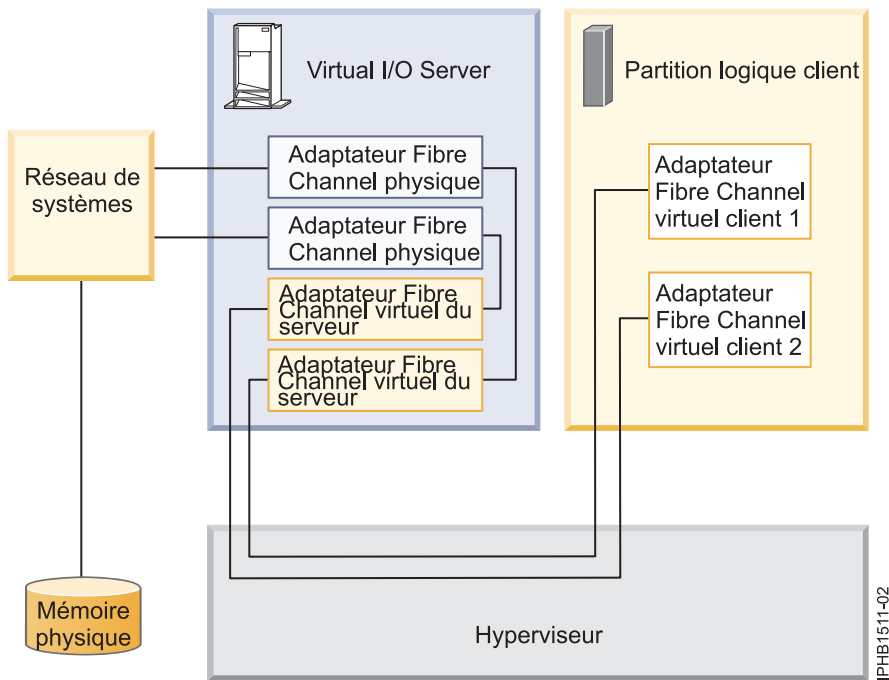 Virtual I/O Server
Partition logique client
Réseau de
systèmes
Adaptateur Fibre
Channel physique
Adaptateur Fibre
Channel physique
Adaptateur Fibre
Channel virtuel du
serveur
Adaptateur Fibre
Channel virtuel du
serveur
Adaptateur
Fibre Channel
virtuel client 1
Adaptateur
Fibre Channel
virtuel client 2
Mémoire
physique
Hyperviseur
IPHB1511-02